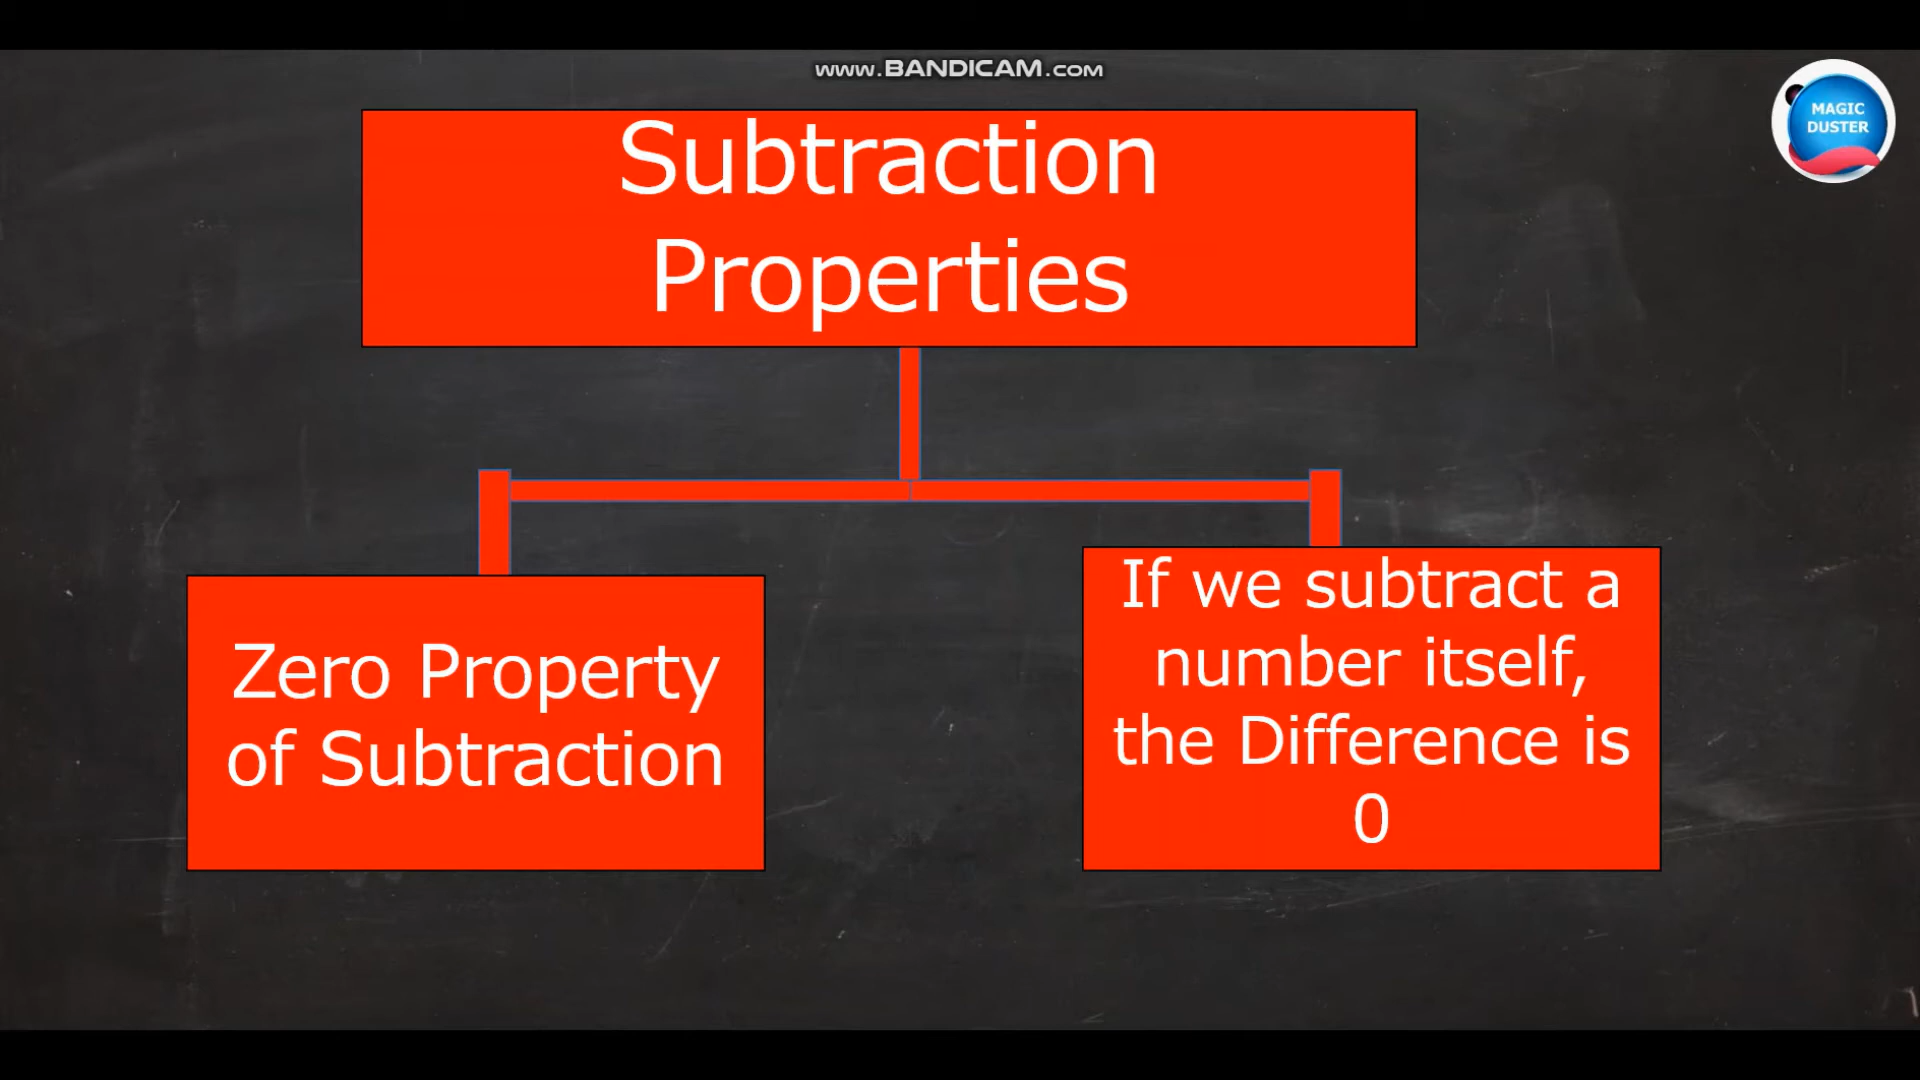 www.BANDICAM.com
MAGIC
DUSTER
Subtraction
Properties
Zero Property
of Subtraction
If we subtract a
number itself,
the Difference is
0